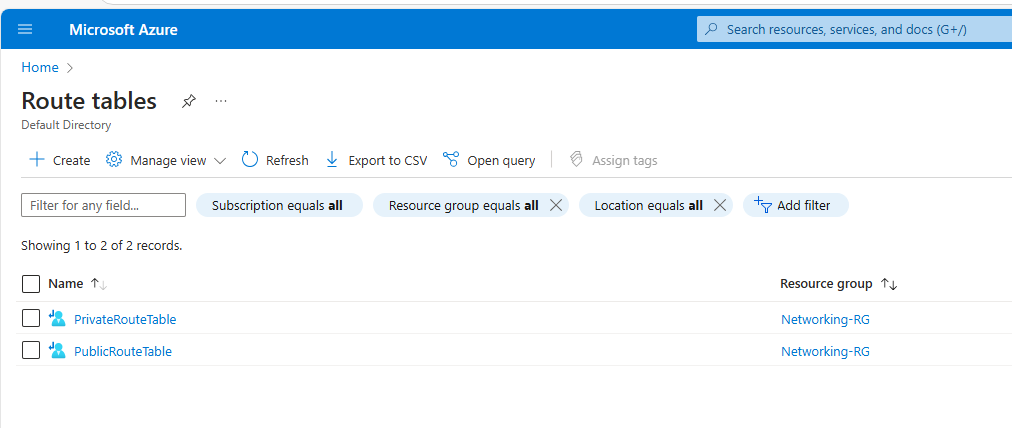 Microsoft Azure
Search resources, services, and docs (G+/)
Home
Route tables
Default Directory
Create Manage view Refresh Export to CSV Open query Assign tags
Filter for any field... Subscription equals all Resource group equals all Location equals all Add filter
Showing 1 to 2 of 2 records.
Name Resource group
PrivateRouteTable Networking-RG
PublicRouteTable Networking-RG